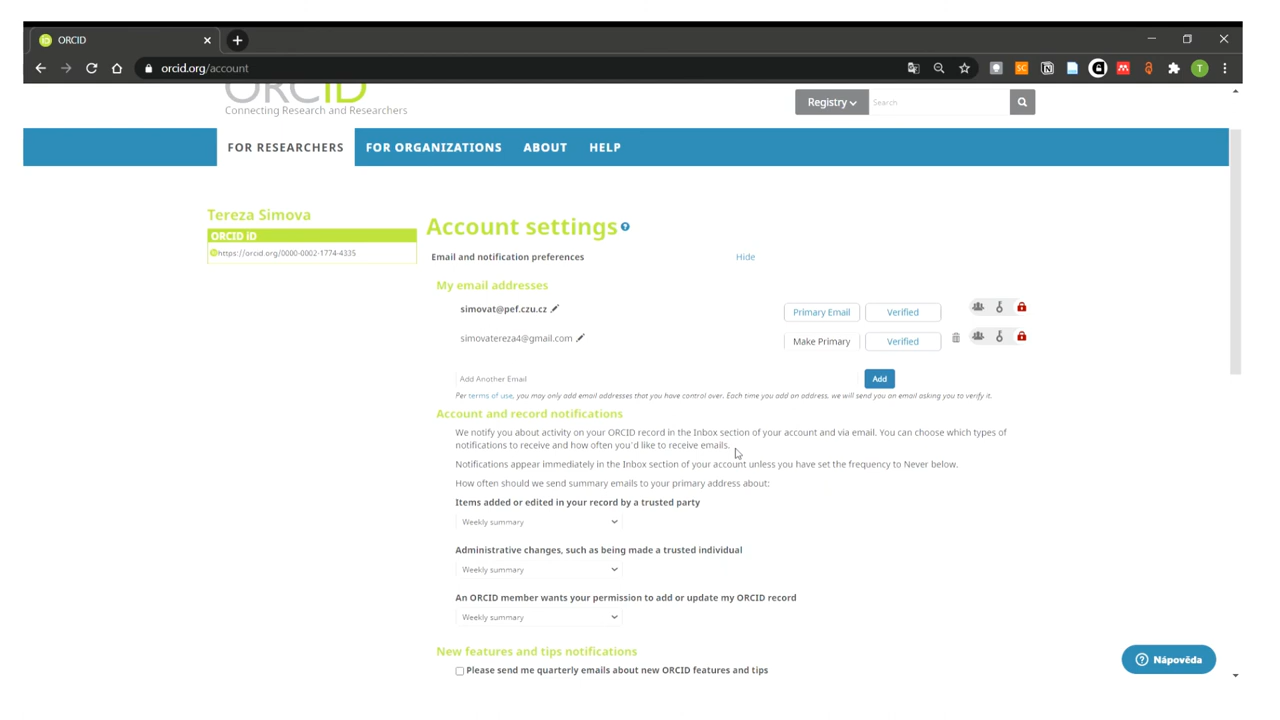 ORCID
orcid.org/account
ORCID
Connecting Research and Researchers
Registry
Search
FOR RESEARCHERS
FOR ORGANIZATIONS
ABOUT
HELP
Tereza Simova
ORCID iD
https://orcid.org/0000-0002-1774-4335
Account settings
Email and notification preferences
Hide
My email addresses
simovat@pef.czu.cz
Primary Email
Verified
simovatereza4@gmail.com
Make Primary
Verified
Add Another Email
Add
Per terms of use, you may only add email addresses that you have control over. Each time you add an address, we will send you an email asking you to verify it.
Account and record notifications
We notify you about activity on your ORCID record in the Inbox section of your account and via email. You can choose which types of
notifications to receive and how often you'd like to receive emails.
Notifications appear immediately in the Inbox section of your account unless you have set the frequency to Never below.
How often should we send summary emails to your primary address about:
Items added or edited in your record by a trusted party
Weekly summary
Administrative changes, such as being made a trusted individual
Weekly summary
An ORCID member wants your permission to add or update my ORCID record
Weekly summary
New features and tips notifications
Please send me quarterly emails about new ORCID features and tips
Nápověda